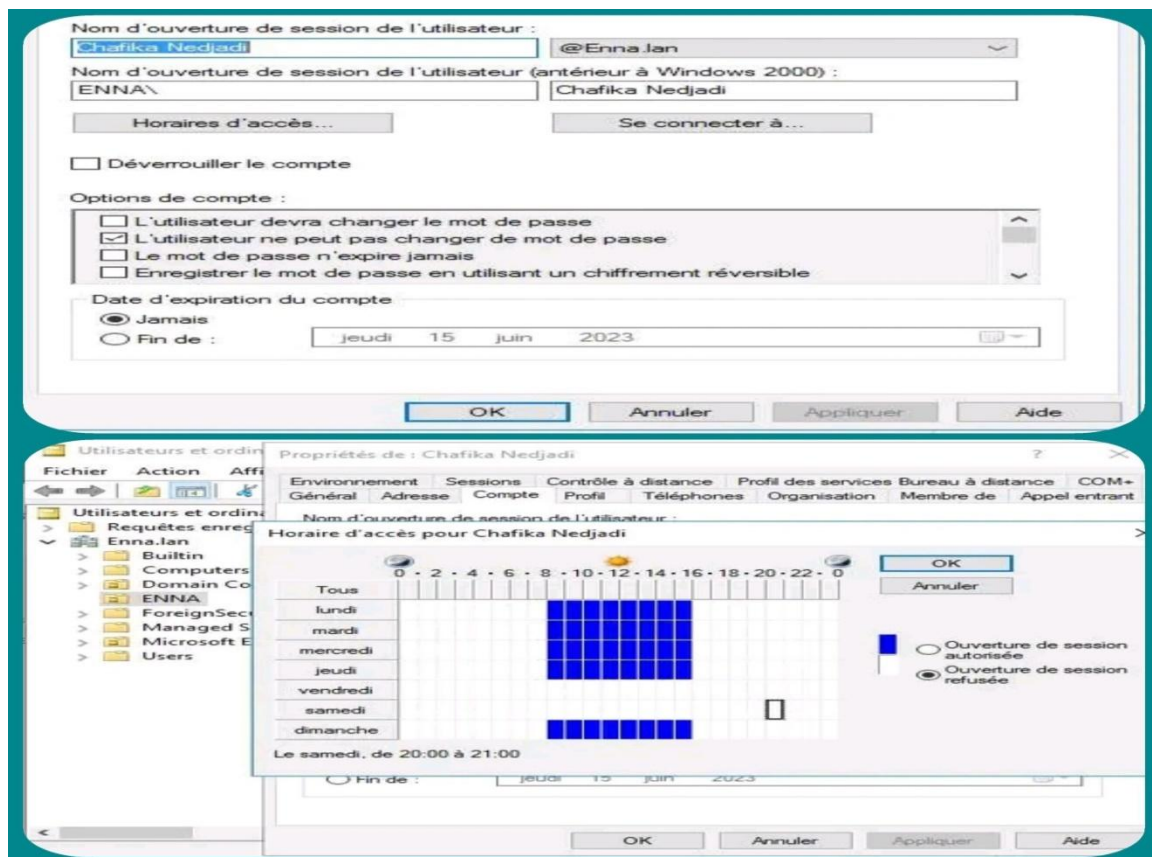 Nom d'ouverture de session de l'utilisateur :
Chafika Nedjadi @Enna.lan
Nom d'ouverture de session de l'utilisateur (antérieur à Windows 2000) :
ENNA\ Chafika Nedjadi
Horaires d'accès... Se connecter à...
Déverrouiller le compte
Options de compte :
L'utilisateur devra changer le mot de passe
L'utilisateur ne peut pas changer de mot de passe
Le mot de passe n'expire jamais
Enregistrer le mot de passe en utilisant un chiffrement réversible
Date d'expiration du compte
Jamais
Fin de : jeudi 15 juin 2023
OK Annuler Appliquer Aide
Utilisateurs et ordin
Fichier Action Affi
Utilisateurs et ordina
Requêtes enreg
Enna.lan
Builtin
Computers
Domain Co
ENNA
ForeignSec
Managed S
Microsoft E
Users
Propriétés de : Chafika Nedjadi ?
Environnement Sessions Contrôle à distance Profil des services Bureau à distance COM+
Général Adresse Compte Profil Téléphones Organisation Membre de Appel entrant
Nom d'ouverture de session de l'utilisateur :
Horaire d'accès pour Chafika Nedjadi
0 · 2 · 4 · 6 · 8 · 10 · 12 · 14 · 16 · 18 · 20 · 22 · 0
Tous
lundi
mardi
mercredi
jeudi
vendredi
samedi
dimanche
OK
Annuler
Ouverture de session
autorisée
Ouverture de session
refusée
Le samedi, de 20:00 à 21:00
Fin de : jeudi 15 juin 2023
OK Annuler Appliquer Aide